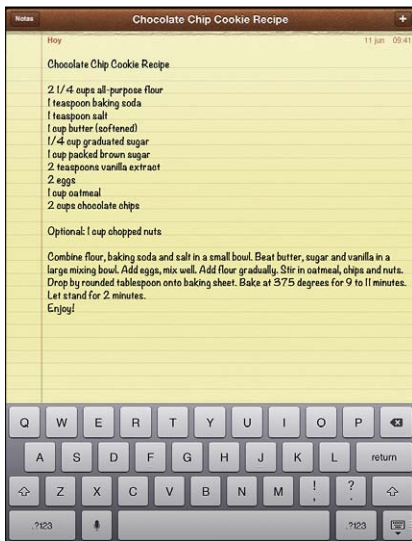 Notas
Chocolate Chip Cookie Recipe
+
Hoy
11 jun 09:41
Chocolate Chip Cookie Recipe
2 1/4 cups all-purpose flour
1 teaspoon baking soda
1 teaspoon salt
1 cup butter (softened)
1/4 cup graduated sugar
1 cup packed brown sugar
2 teaspoons vanilla extract
2 eggs
1 cup oatmeal
2 cups chocolate chips
Optional: 1 cup chopped nuts
Combine flour, baking soda and salt in a small bowl. Beat butter, sugar and vanilla in a
large mixing bowl. Add eggs, mix well. Add flour gradually. Stir in oatmeal, chips and nuts.
Drop by rounded tablespoon onto baking sheet. Bake at 375 degrees for 9 to 11 minutes.
Let stand for 2 minutes.
Enjoy!
Q W E R T Y U I O P
A S D F G H J K L return
Z X C V B N M ! , ? .
.?123 .?123